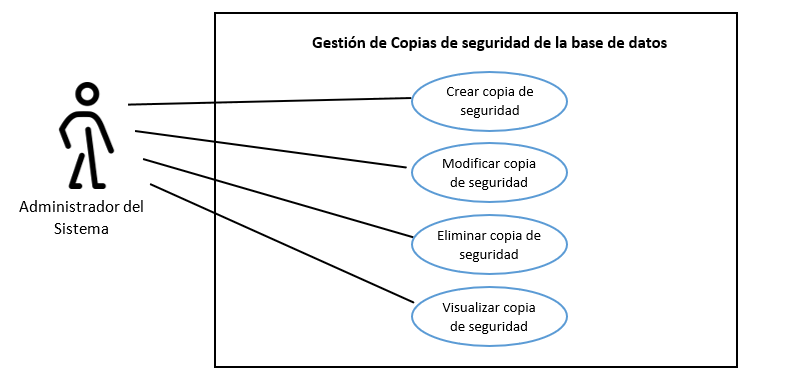 Gestión de Copias de seguridad de la base de datos
Crear copia de
seguridad
Modificar copia
de seguridad
Administrador del
Sistema
Eliminar copia de
seguridad
Visualizar copia
de seguridad